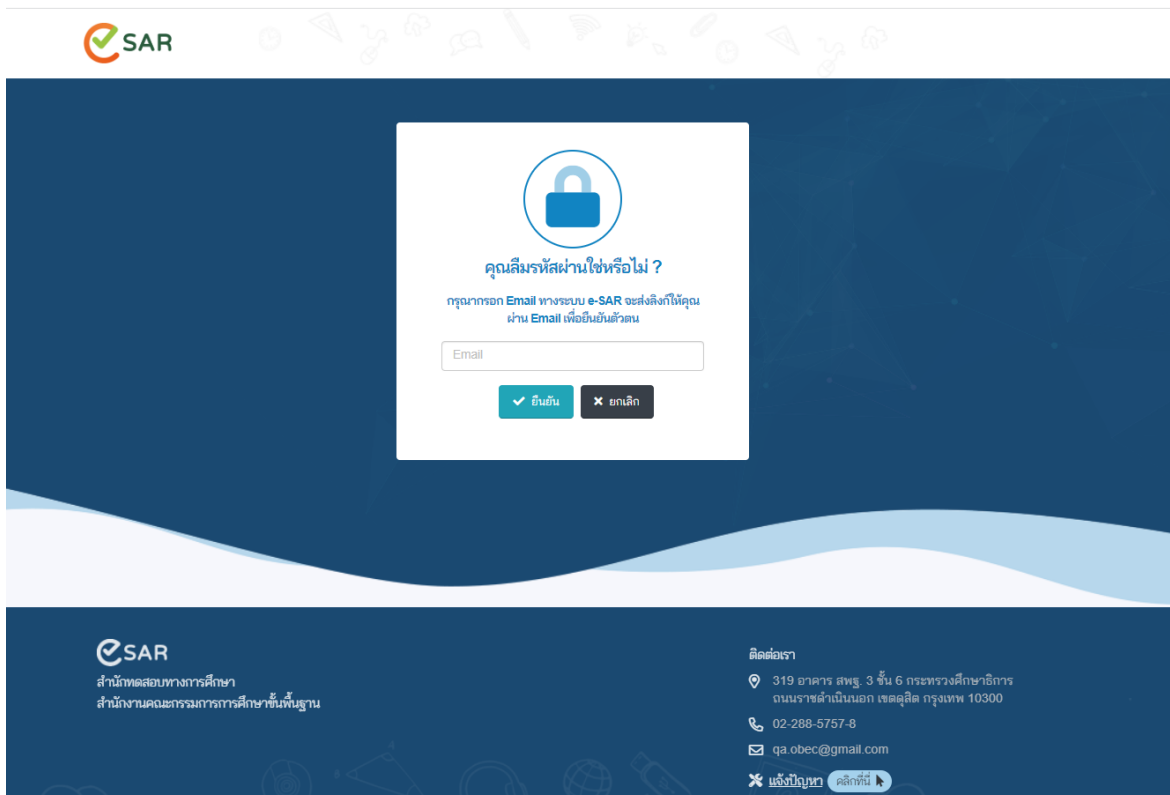 e SAR
คุณลืมรหัสผ่านใช่หรือไม่ ?
กรุณากรอก Email ทางระบบ e-SAR จะส่งลิงก์ให้คุณ
ผ่าน Email เพื่อยืนยันตัวตน
Email
ยืนยัน
ยกเลิก
e SAR
สำนักทดสอบทางการศึกษา
สำนักงานคณะกรรมการการศึกษาขั้นพื้นฐาน
ติดต่อเรา
319 อาคาร สพฐ. 3 ชั้น 6 กระทรวงศึกษาธิการ
ถนนราชดำเนินนอก เขตดุสิต กรุงเทพ 10300
02-288-5757-8
qa.obec@gmail.com
แจ้งปัญหา คลิกที่นี่